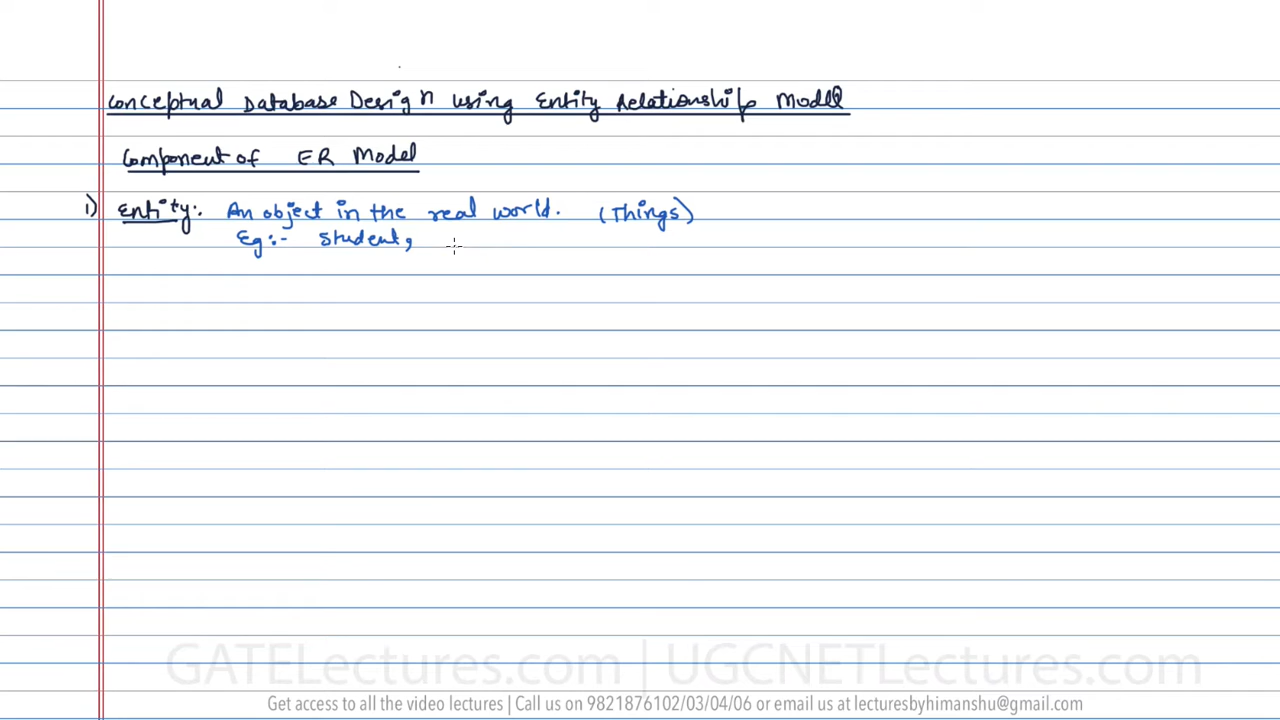 Conceptual Database Design using Entity Relationship Model
Component of ER Model
1) Entity:- An object in the real world. (Things)
Eg:- Student,
GATELectures.com | UGCNETLectures.com
Get access to all the video lectures | Call us on 9821876102/03/04/06 or email us at lecturesbyhimanshu@gmail.com